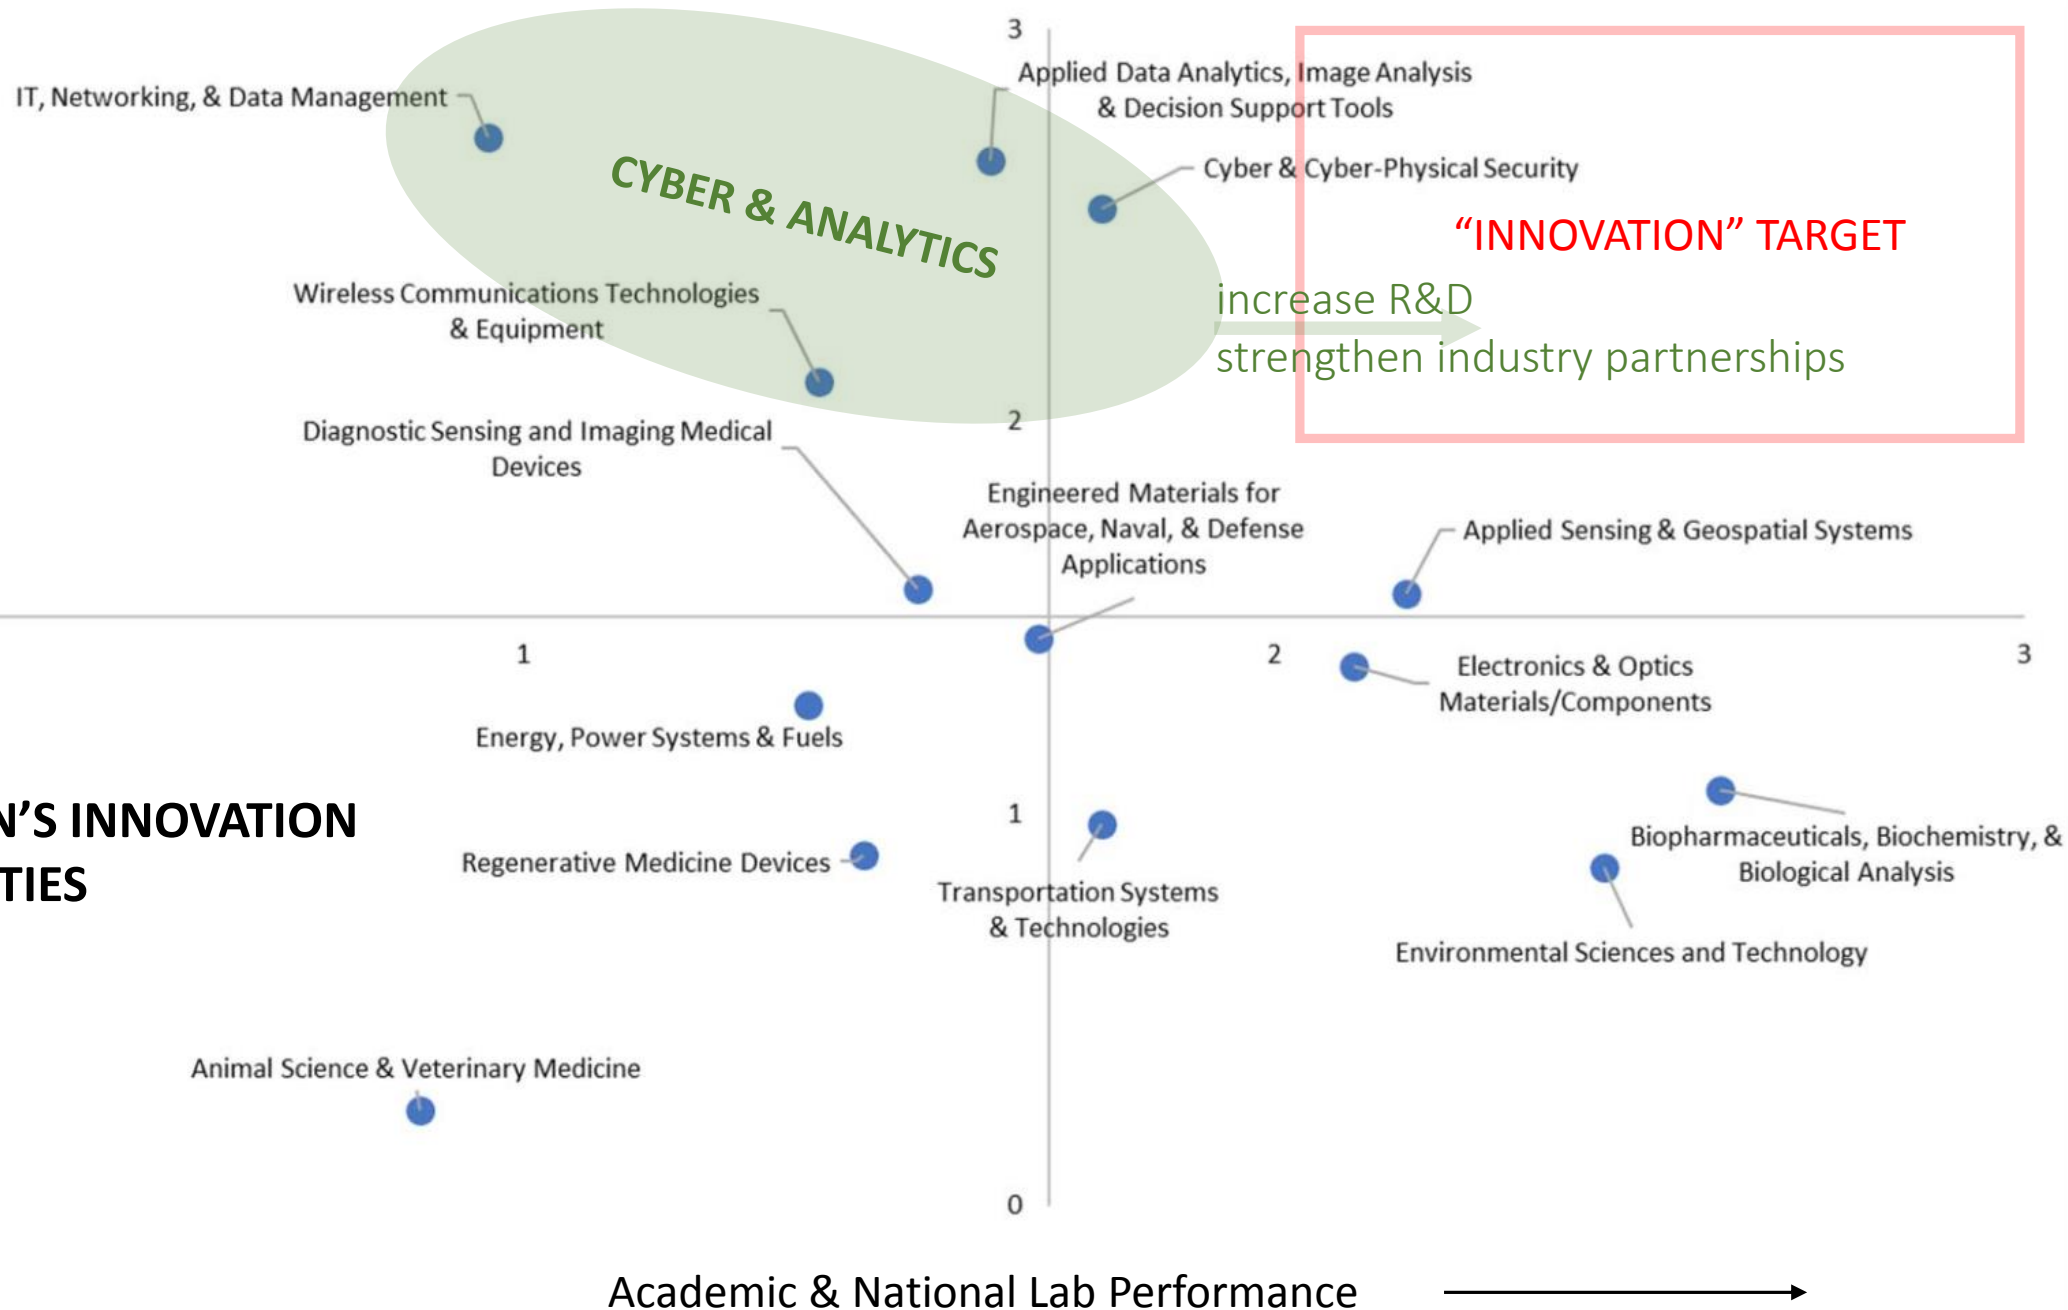 3
Applied Data Analytics, Image Analysis
& Decision Support Tools
IT, Networking, & Data Management
Cyber & Cyber-Physical Security
CYBER & ANALYTICS
“INNOVATION” TARGET
Wireless Communications Technologies
& Equipment
increase R&D
strengthen industry partnerships
2
Diagnostic Sensing and Imaging Medical
Devices
Engineered Materials for
Aerospace, Naval, & Defense
Applications
Applied Sensing & Geospatial Systems
1
2
3
Electronics & Optics
Materials/Components
Energy, Power Systems & Fuels
N’S INNOVATION
TIES
1
Biopharmaceuticals, Biochemistry, &
Biological Analysis
Regenerative Medicine Devices
Transportation Systems
& Technologies
Environmental Sciences and Technology
Animal Science & Veterinary Medicine
0
Academic & National Lab Performance